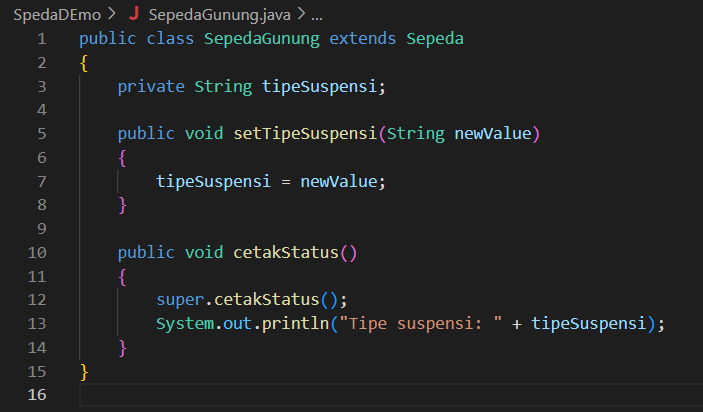 SpedaDEmo > J SepedaGunung.java > ...
1 public class SepedaGunung extends Sepeda
2 {
3     private String tipeSuspensi;
4
5     public void setTipeSuspensi(String newValue)
6     {
7         tipeSuspensi = newValue;
8     }
9
10     public void cetakStatus()
11     {
12         super.cetakStatus();
13         System.out.println("Tipe suspensi: " + tipeSuspensi);
14     }
15 }
16